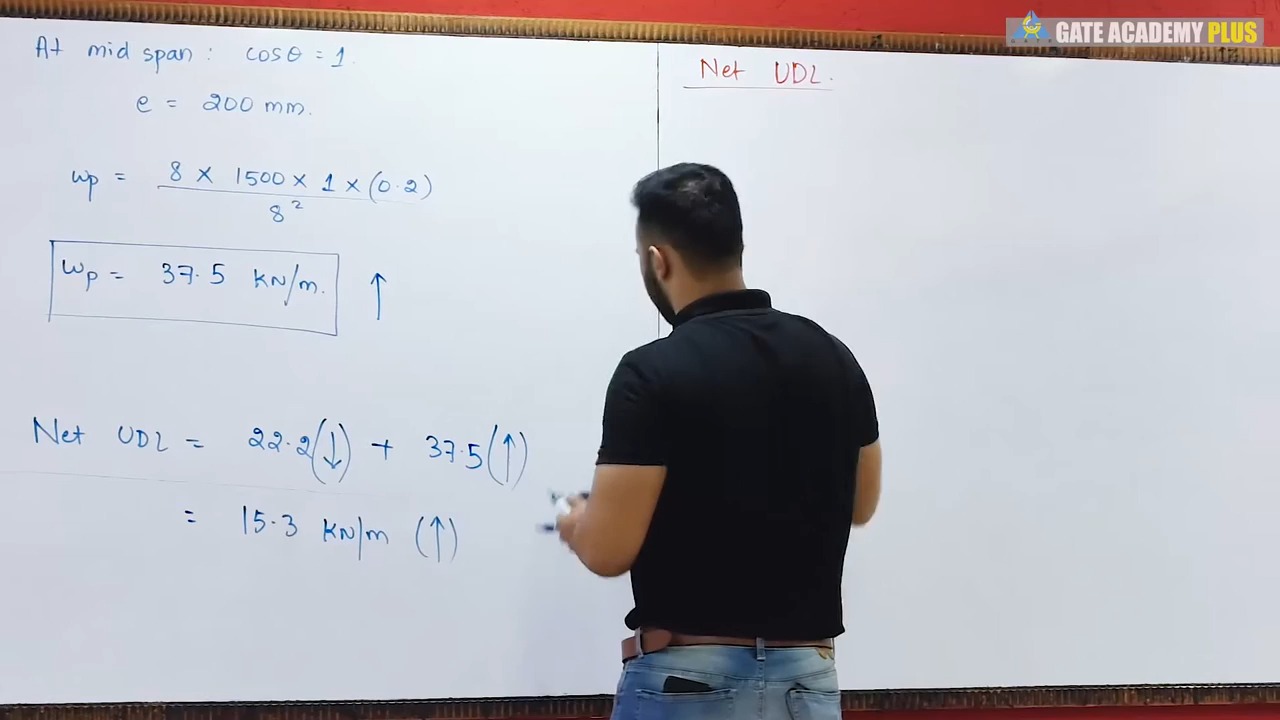 GATE ACADEMY PLUS
At mid span : cosθ = 1.
e = 200 mm.
wp = 8 × 1500 × 1 × (0.2)
8²
wp = 37.5 KN/m. ↑
Net UDL = 22.2(↓) + 37.5(↑)
= 15.3 KN/m (↑)
Net UDL.